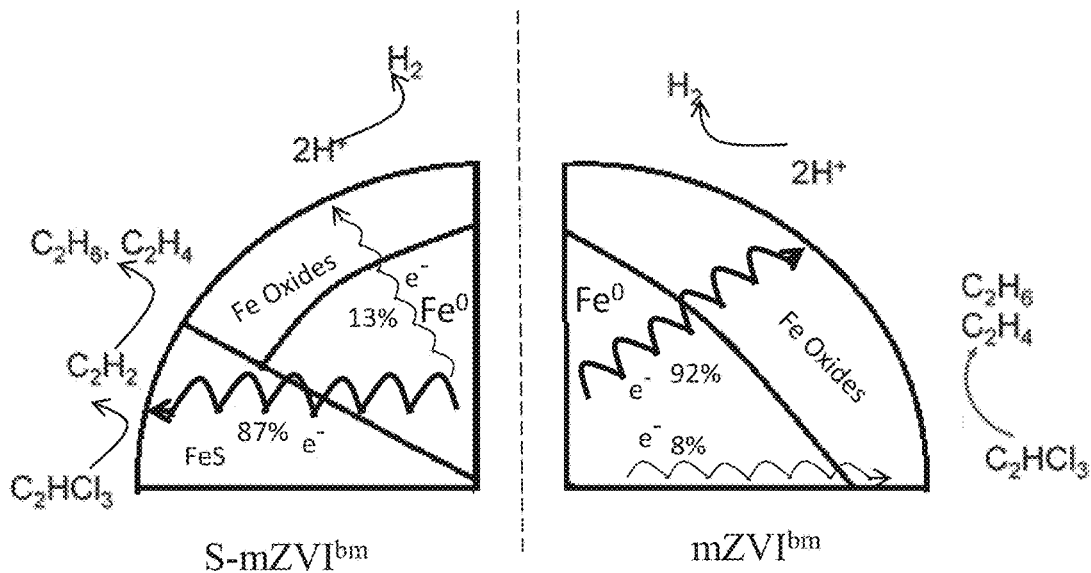 H₂
2H⁺
C₂H₆, C₂H₄
Fe Oxides
e⁻
13%
Fe⁰
C₂H₂
87%
e⁻
FeS
C₂HCl₃
S-mZVIᵇᵐ
H₂
2H⁺
Fe⁰
C₂H₆
C₂H₄
Fe Oxides
e⁻
92%
e⁻
8%
C₂HCl₃
mZVIᵇᵐ